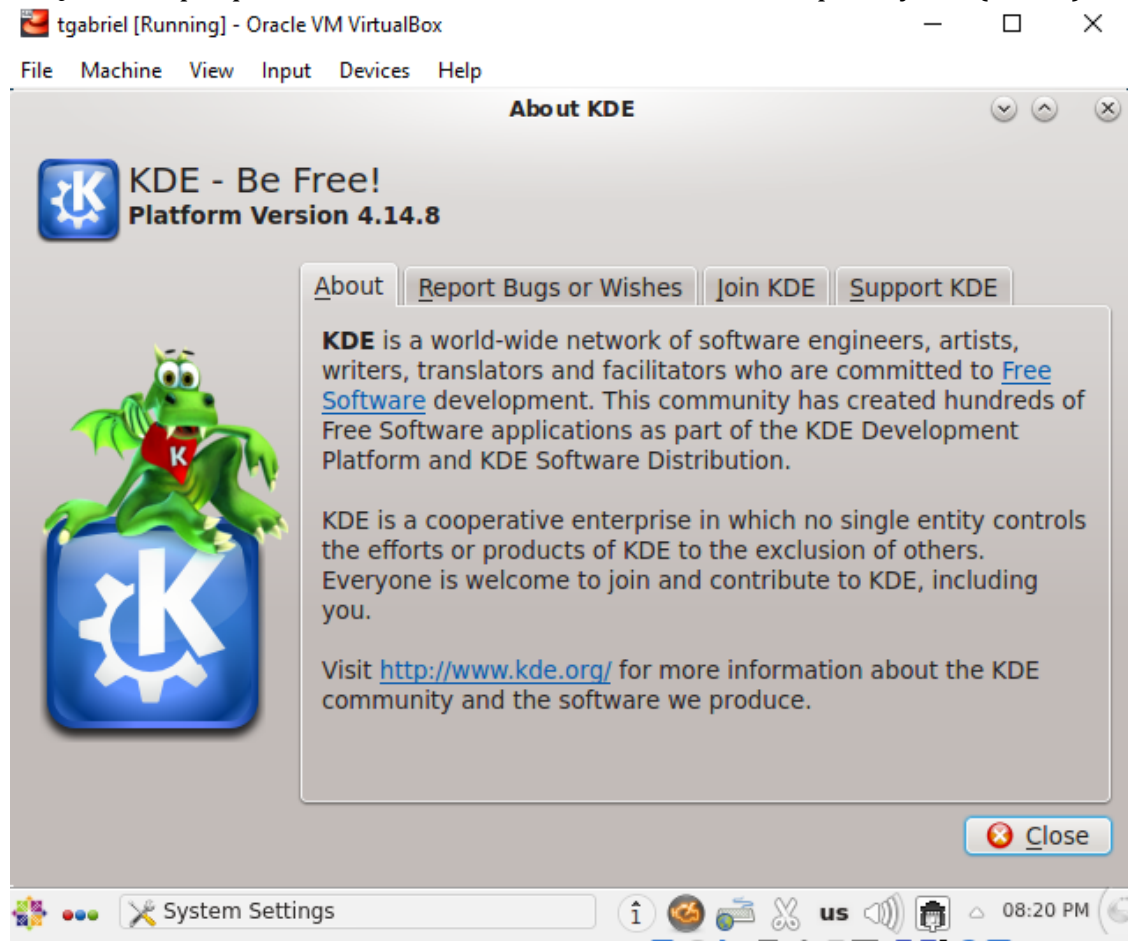 tgabriel [Running] - Oracle VM VirtualBox
File Machine View Input Devices Help
About KDE
KDE - Be Free!
Platform Version 4.14.8
About Report Bugs or Wishes Join KDE Support KDE
KDE is a world-wide network of software engineers, artists,
writers, translators and facilitators who are committed to Free
Software development. This community has created hundreds of
Free Software applications as part of the KDE Development
Platform and KDE Software Distribution.
KDE is a cooperative enterprise in which no single entity controls
the efforts or products of KDE to the exclusion of others.
Everyone is welcome to join and contribute to KDE, including
you.
Visit http://www.kde.org/ for more information about the KDE
community and the software we produce.
K
K
K
Close
System Settings us 08:20 PM